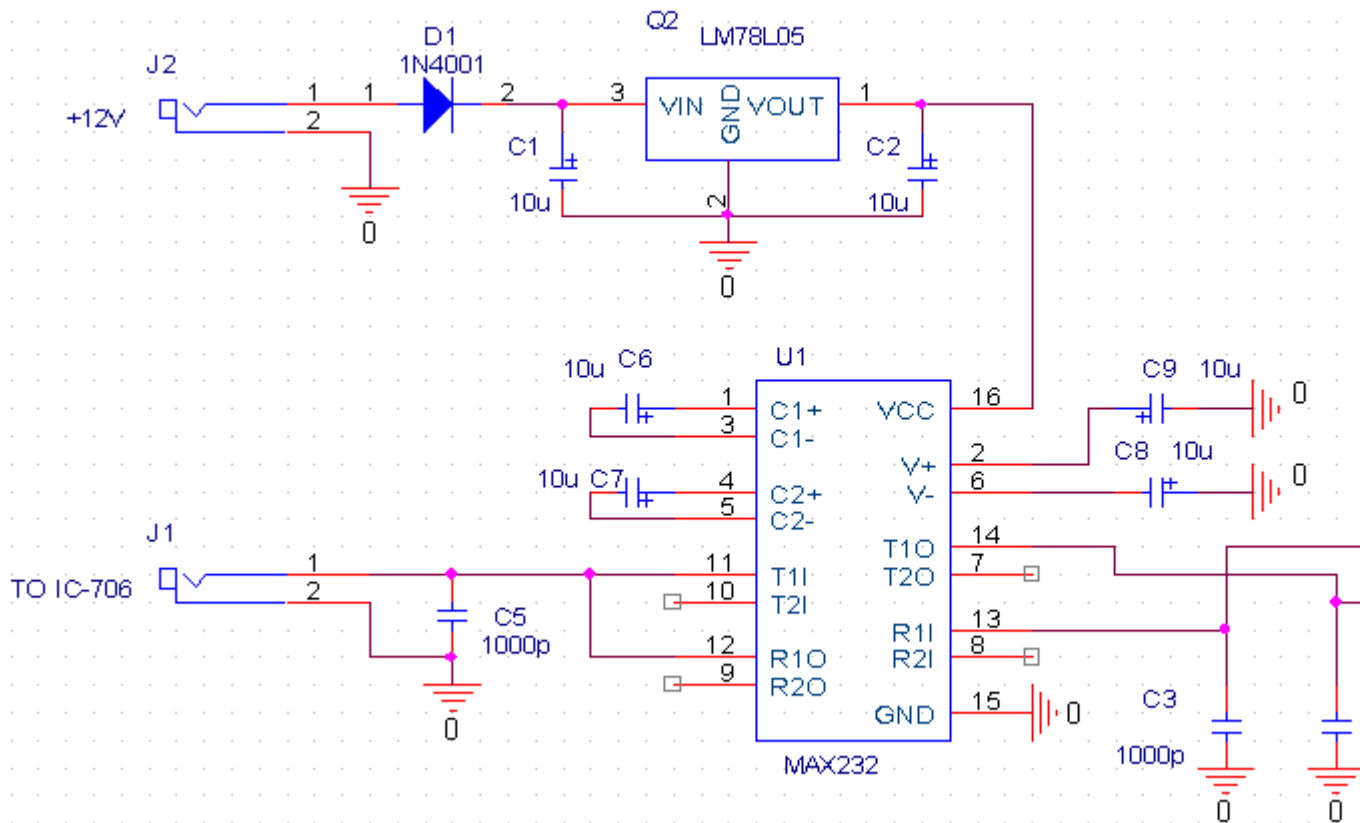 Q2 LM78L05
D1
1N4001
J2
+12V
1
2
1
2
3
VIN
GND
VOUT
1
2
C1
10u
C2
10u
0
0
U1
10u C6
1
3
C1+
C1-
VCC
16
C9 10u
0
V+
2
C8 10u
V-
6
0
10u C7
4
5
C2+
C2-
J1
TO IC-706
1
2
C5
1000p
0
11
10
T1I
T2I
T1O
14
T2O
7
12
9
R1O
R2O
R1I
13
R2I
8
GND
15
0
MAX232
C3
1000p
0
0